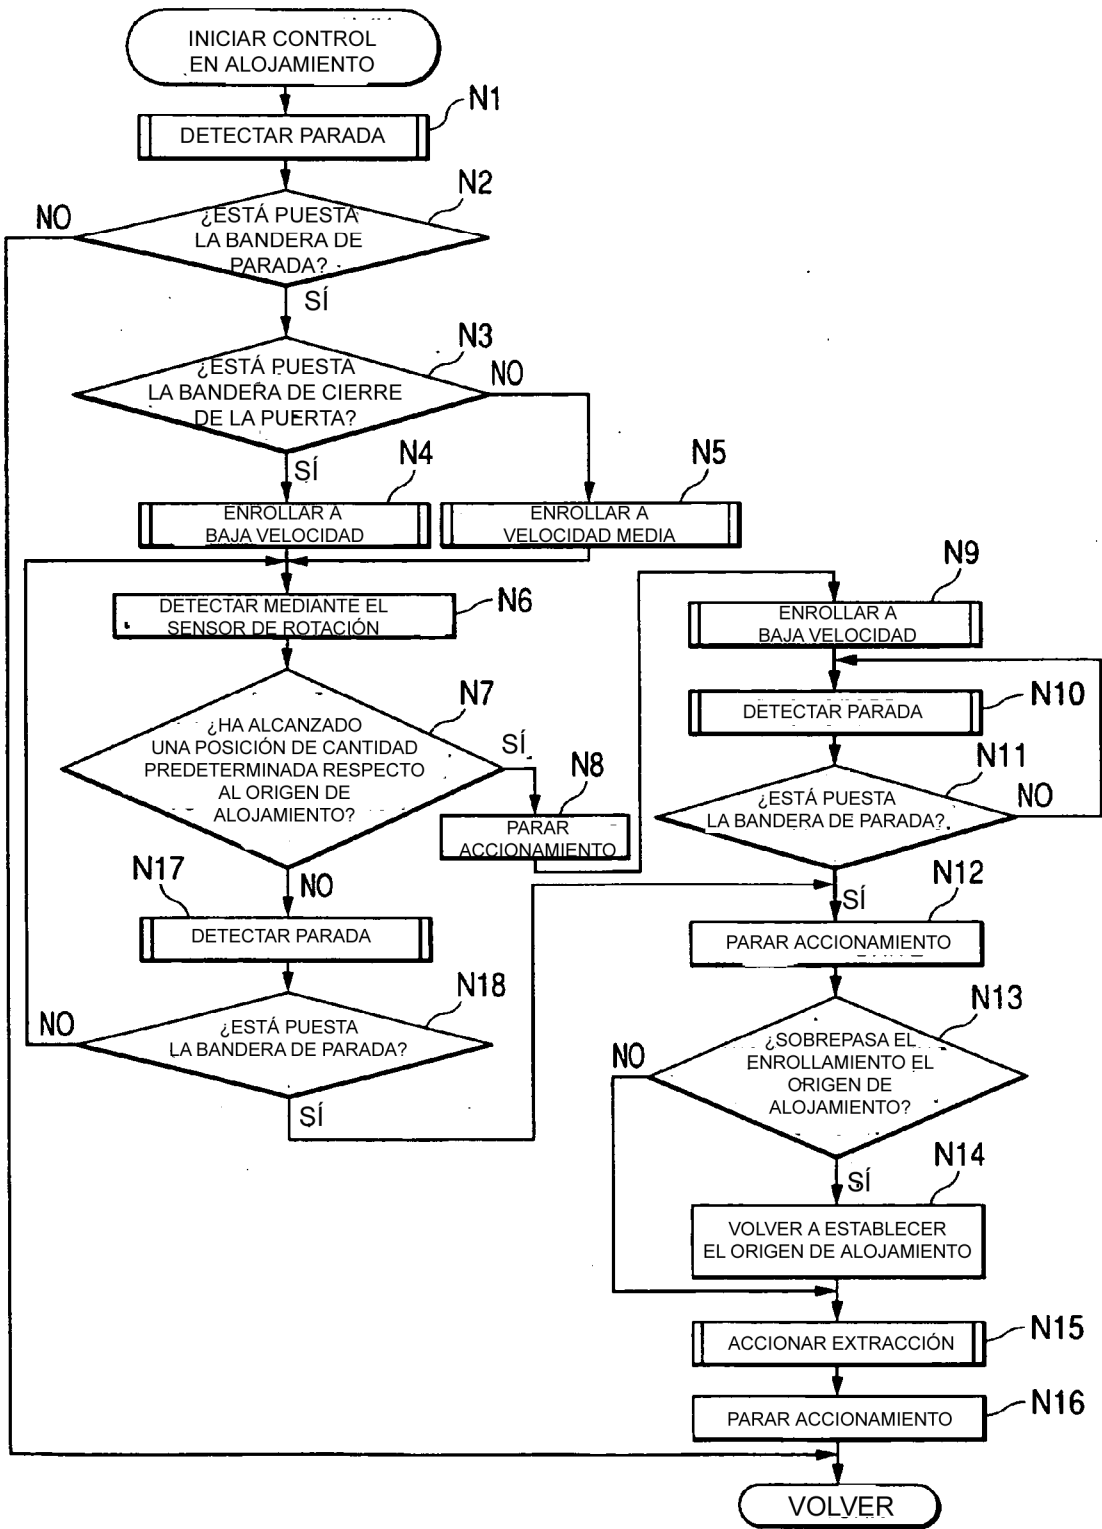 INICIAR CONTROL
EN ALOJAMIENTO
N1
DETECTAR PARADA
N2
NO
¿ESTÁ PUESTA
LA BANDERA DE
PARADA?
SÍ
N3
¿ESTÁ PUESTA
LA BANDERA DE CIERRE
DE LA PUERTA?
NO
SÍ
N4
ENROLLAR A
BAJA VELOCIDAD
N5
ENROLLAR A
VELOCIDAD MEDIA
N6
DETECTAR MEDIANTE EL
SENSOR DE ROTACIÓN
N7
¿HA ALCANZADO
UNA POSICIÓN DE CANTIDAD
PREDETERMINADA RESPECTO
AL ORIGEN DE
ALOJAMIENTO?
SÍ
N8
PARAR
ACCIONAMIENTO
NO
N17
DETECTAR PARADA
N18
NO
¿ESTÁ PUESTA
LA BANDERA DE PARADA?
SÍ
N9
ENROLLAR A
BAJA VELOCIDAD
N10
DETECTAR PARADA
N11
¿ESTÁ PUESTA
LA BANDERA DE PARADA?
NO
SÍ
N12
PARAR ACCIONAMIENTO
N13
NO
¿SOBREPASA EL
ENROLLAMIENTO EL
ORIGEN DE
ALOJAMIENTO?
SÍ
N14
VOLVER A ESTABLECER
EL ORIGEN DE ALOJAMIENTO
N15
ACCIONAR EXTRACCIÓN
N16
PARAR ACCIONAMIENTO
VOLVER